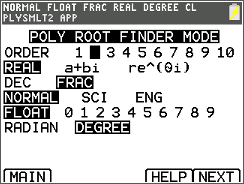 NORMAL FLOAT FRAC REAL DEGREE CL
PLYSMLT2 APP
POLY ROOT FINDER MODE
ORDER 1 3 4 5 6 7 8 9 10
REAL a+bi re^(θi)
DEC FRAC
NORMAL SCI ENG
FLOAT 0 1 2 3 4 5 6 7 8 9
RADIAN DEGREE
MAIN HELP NEXT